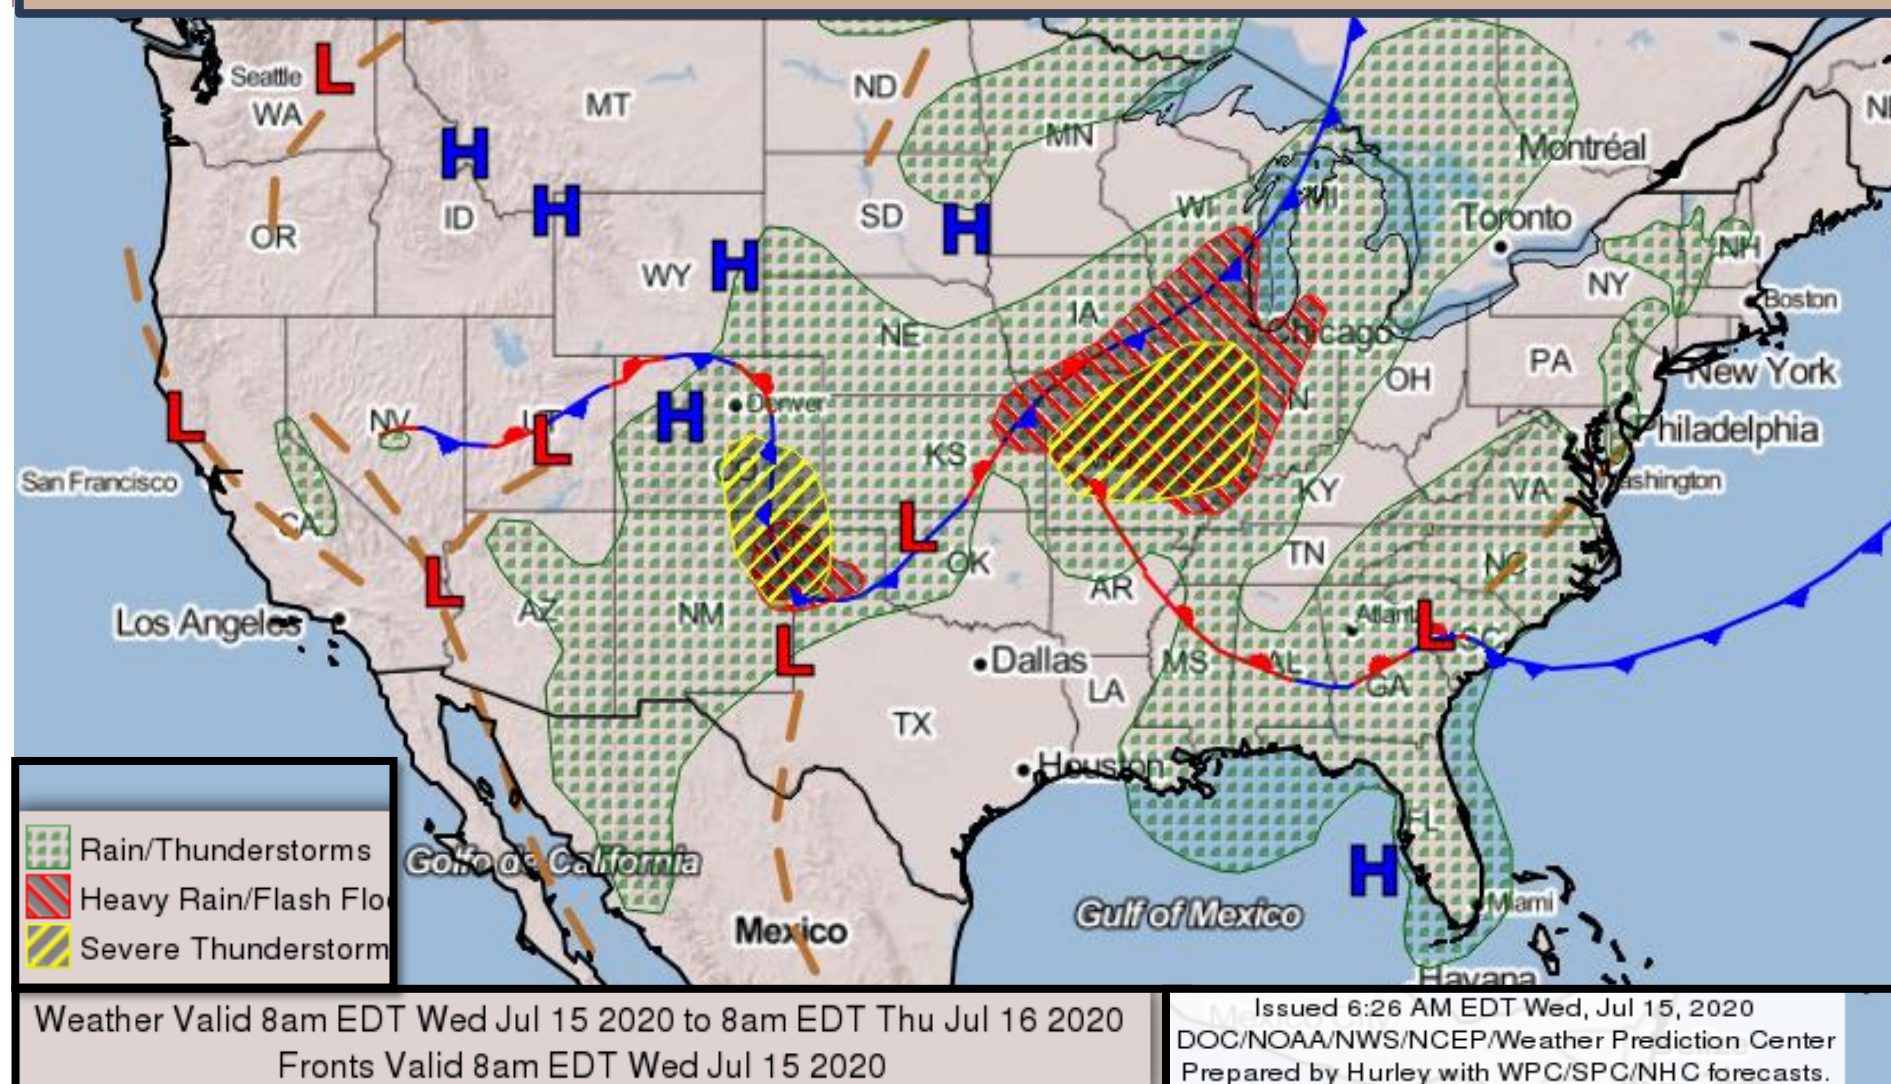 Seattle
WA
L
MT
ND
MN
Montréal
H
H
ID
OR
SD
H
WI
MI
Toronto
NH
WY
H
NE
IA
NY
Boston
Chicago
PA
New York
OH
L
NV
UT
L
H
Denver
KS
Philadelphia
San Francisco
CO
KY
VA
Washington
CA
L
OK
TN
NC
L
AZ
NM
AR
Los Angeles
Atlanta
L
SC
L
Dallas
MS
AL
GA
LA
TX
Houston
FL
H
Golfo de California
Miami
Gulf of Mexico
Mexico
Havana
Rain/Thunderstorms
Heavy Rain/Flash Flo
Severe Thunderstorm
Weather Valid 8am EDT Wed Jul 15 2020 to 8am EDT Thu Jul 16 2020
Fronts Valid 8am EDT Wed Jul 15 2020
Issued 6:26 AM EDT Wed, Jul 15, 2020
DOC/NOAA/NWS/NCEP/Weather Prediction Center
Prepared by Hurley with WPC/SPC/NHC forecasts.